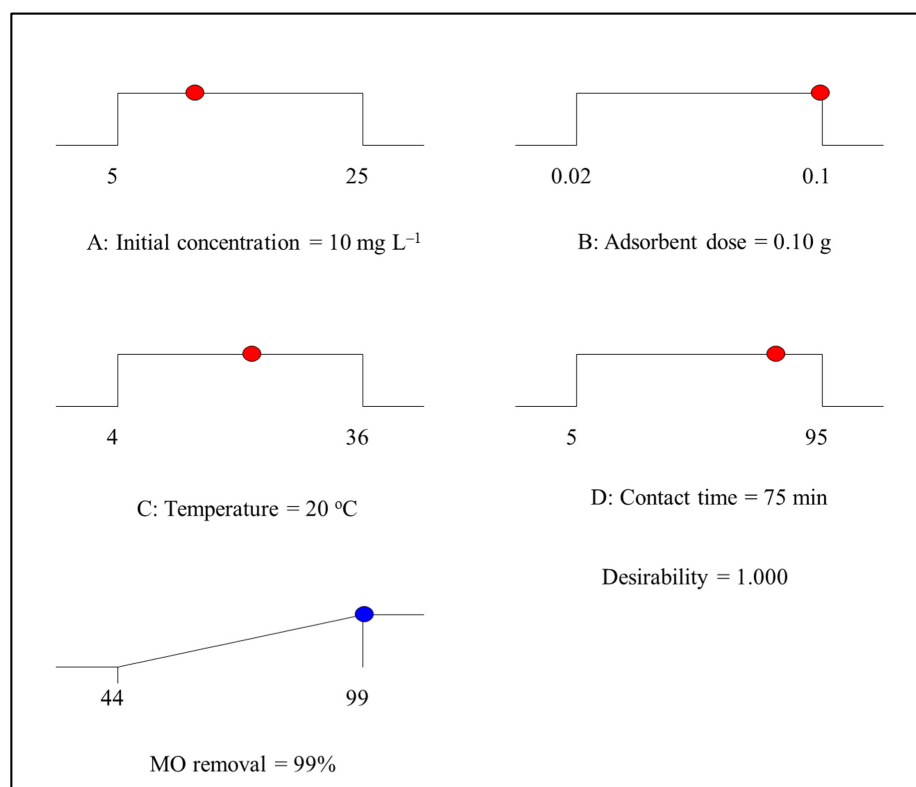 5 25
0.02 0.1
A: Initial concentration = 10 mg L⁻¹
B: Adsorbent dose = 0.10 g
4 36
5 95
C: Temperature = 20 ºC
D: Contact time = 75 min
Desirability = 1.000
44 99
MO removal = 99%